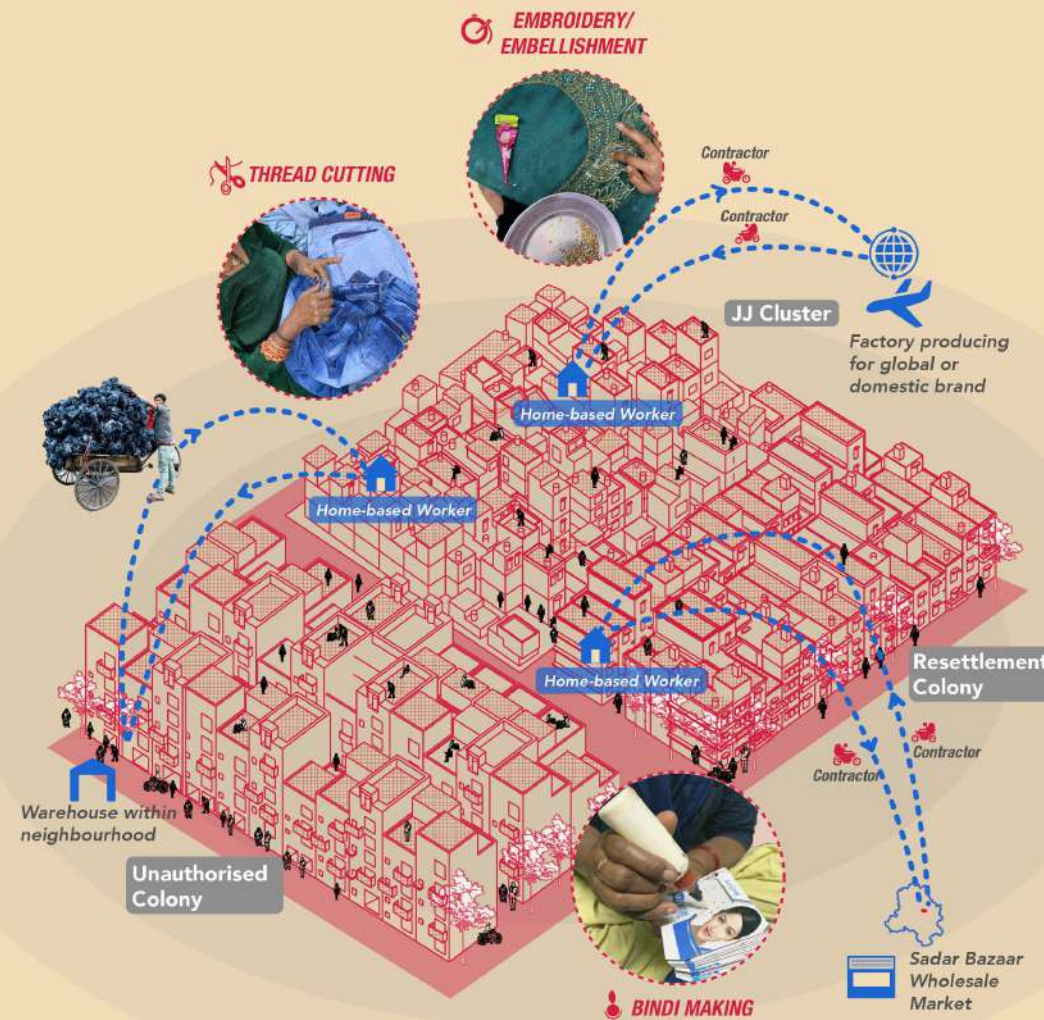 EMBROIDERY/
EMBELLISHMENT
THREAD CUTTING
Contractor
Contractor
JJ Cluster
Factory producing
for global or
domestic brand
Home-based Worker
Home-based Worker
Home-based Worker
Resettlement
Colony
Contractor
Contractor
Warehouse within
neighbourhood
Unauthorised
Colony
Sadar Bazaar
Wholesale
Market
BINDI MAKING